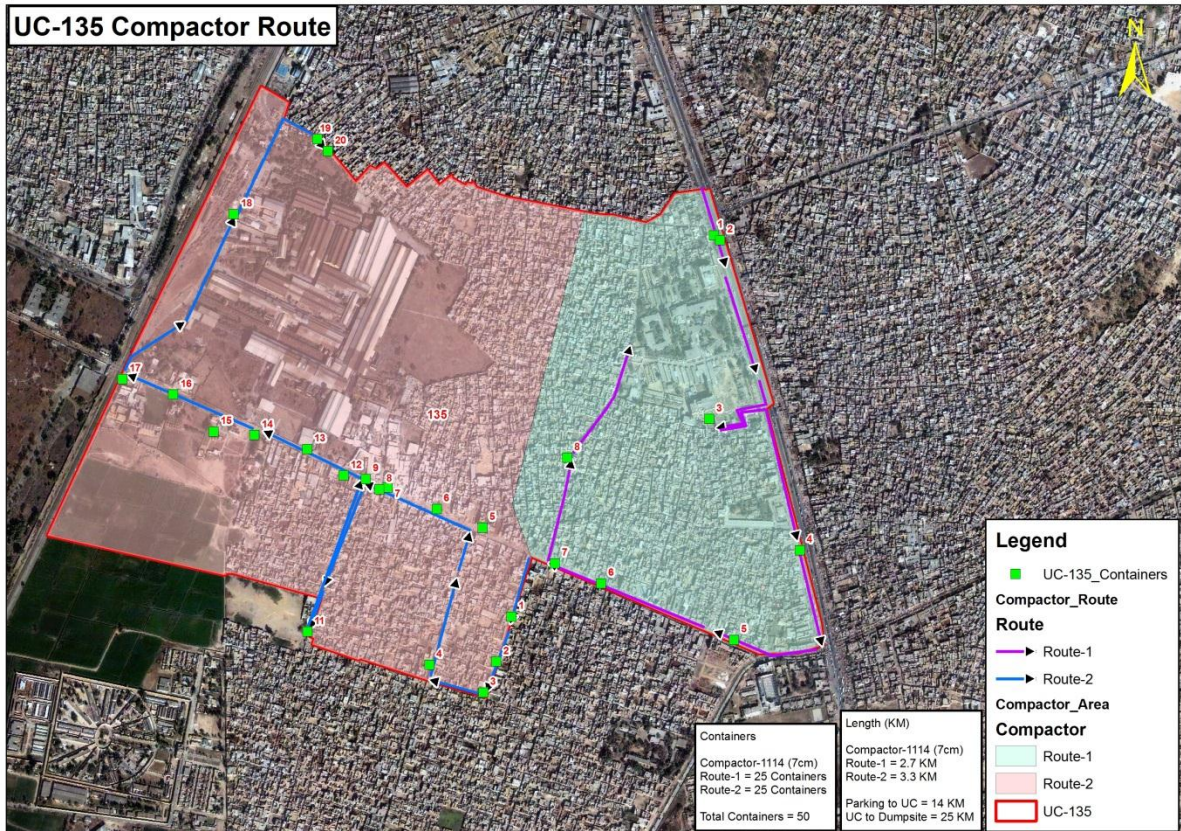 UC-135 Compactor Route
N
19
20
18
1
2
17
16
3
135
15
14
13
8
12
9
8
7
6
5
4
7
6
1
11
5
4
2
3
Containers
Compactor-1114 (7cm)
Route-1 = 25 Containers
Route-2 = 25 Containers
Total Containers = 50
Length (KM)
Compactor-1114 (7cm)
Route-1 = 2.7 KM
Route-2 = 3.3 KM
Parking to UC = 14 KM
UC to Dumpsite = 25 KM
Legend
UC-135_Containers
Compactor_Route
Route
Route-1
Route-2
Compactor_Area
Compactor
Route-1
Route-2
UC-135